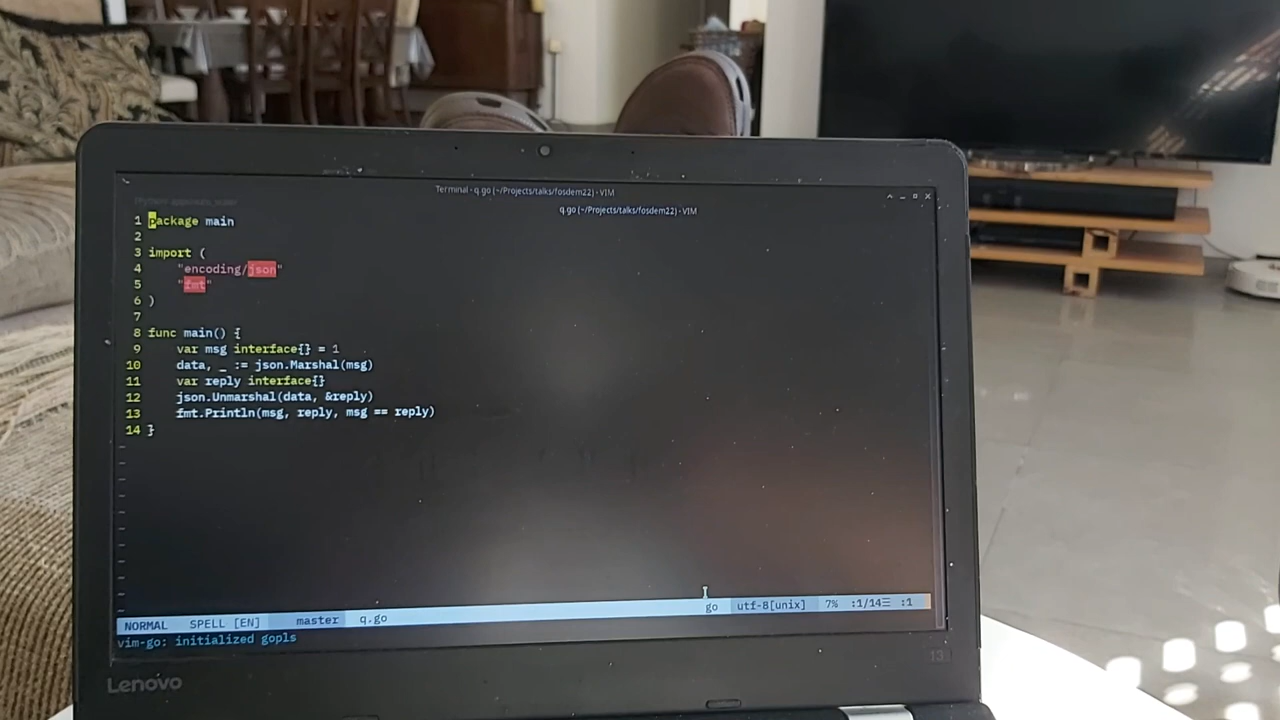 Terminal - q.go (~/Projects/talks/fosdem22) - VIM
q.go (~/Projects/talks/fosdem22) - VIM
1 package main
2
3 import (
4     "encoding/json"
5     "fmt"
6 )
7
8 func main() {
9     var msg interface{} = 1
10     data, _ := json.Marshal(msg)
11     var reply interface{}
12     json.Unmarshal(data, &reply)
13     fmt.Println(msg, reply, msg == reply)
14 }
NORMAL SPELL [EN] master q.go go utf-8[unix] 7% :1/14☰ :1
vim-go: initialized gopls
Lenovo
13